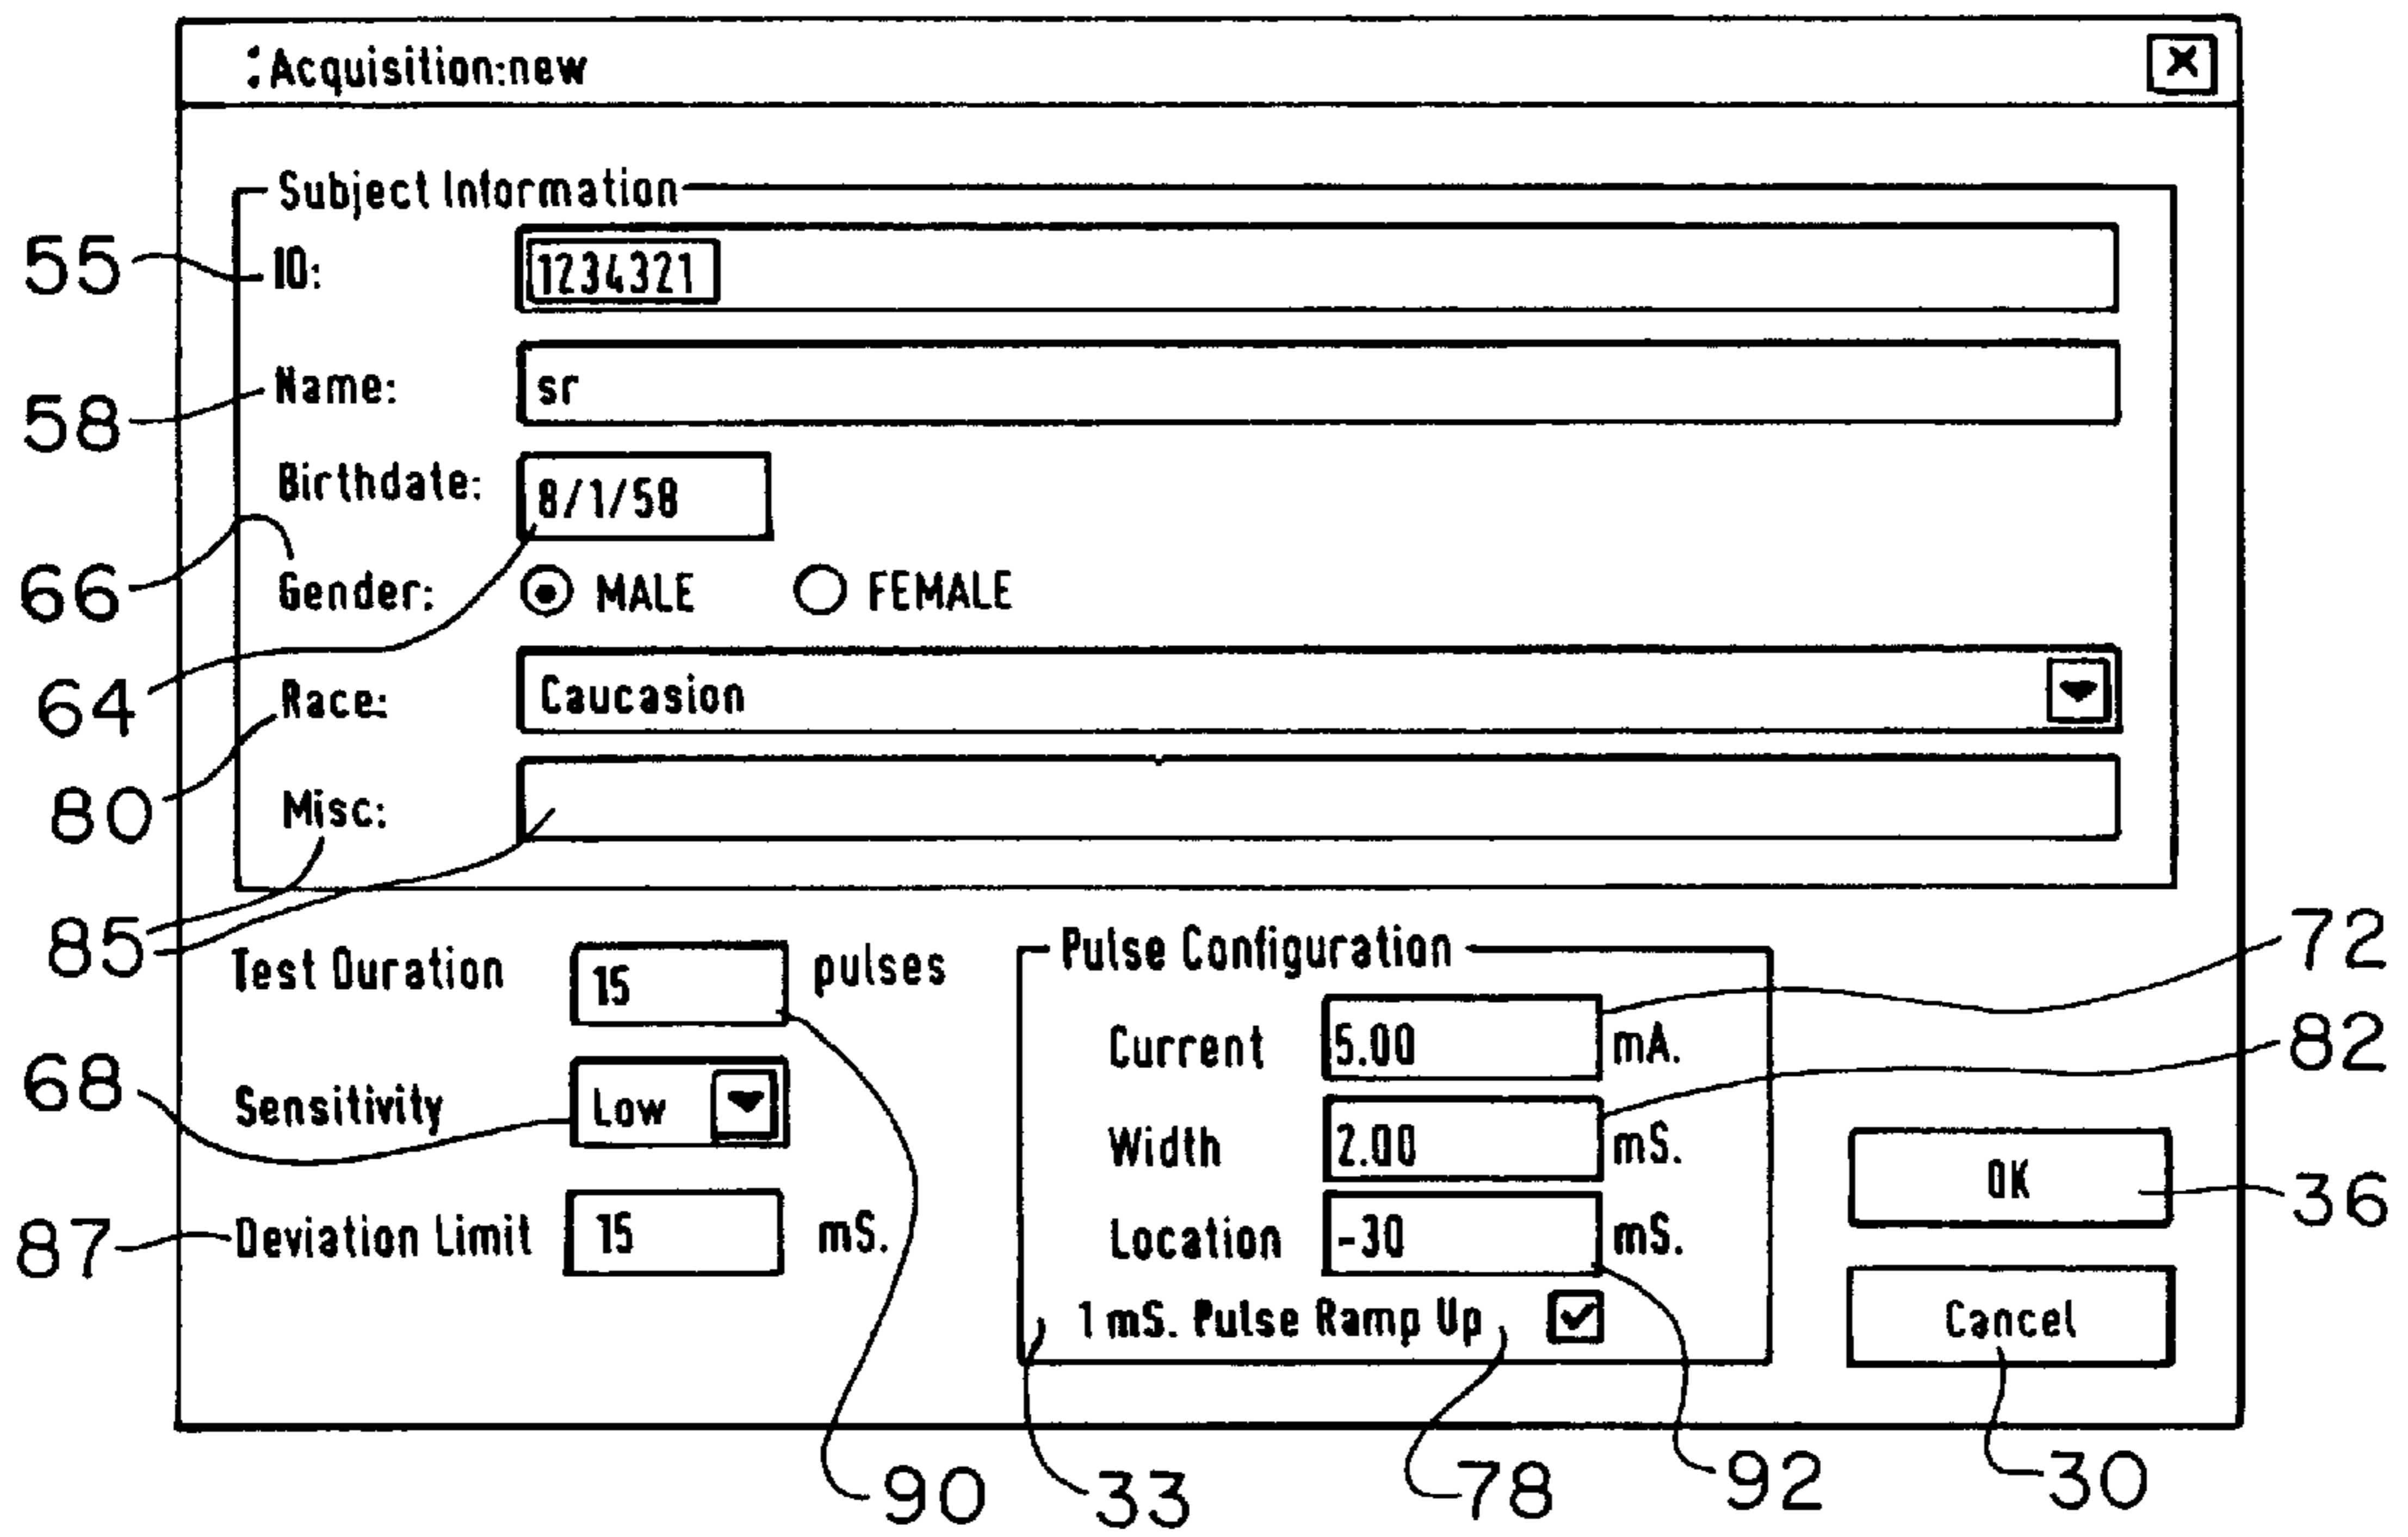 :Acquisition:new
Subject Information
55 ID: 1234321
58 Name: sr
Birthdate: 8/1/58
66 Gender: MALE FEMALE
64 Race: Caucasion
80 Misc:
85 Test Duration 15 pulses
Pulse Configuration 72
Current 5.00 mA. 82
68 Sensitivity Low
Width 2.00 mS.
OK 36
87 Deviation Limit 15 mS.
Location -30 mS.
1 mS. Pulse Ramp Up
Cancel
90 33 78 92 30